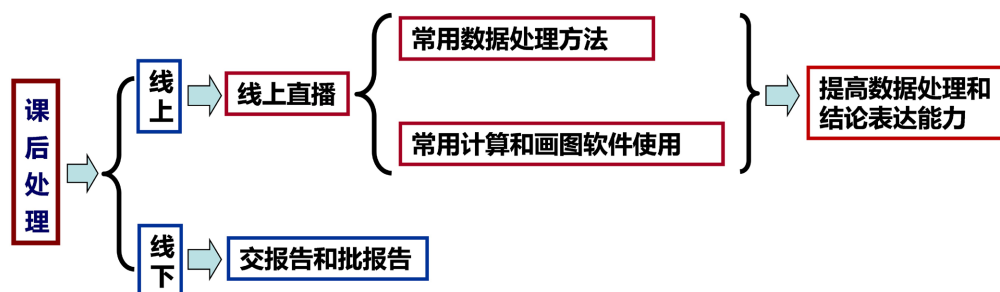 课后处理
线上
线上直播
常用数据处理方法
常用计算和画图软件使用
提高数据处理和
结论表达能力
线下
交报告和批报告